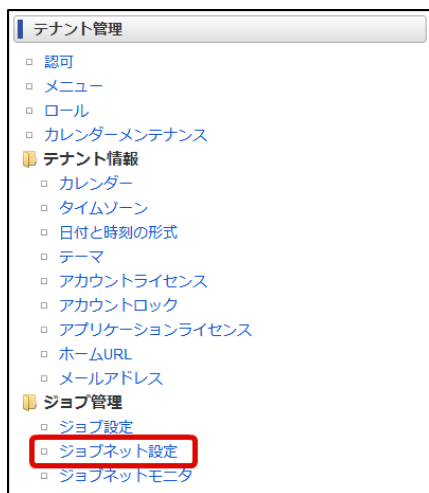 テナント管理
認可
メニュー
ロール
カレンダーメンテナンス
テナント情報
カレンダー
タイムゾーン
日付と時刻の形式
テーマ
アカウントライセンス
アカウントロック
アプリケーションライセンス
ホームURL
メールアドレス
ジョブ管理
ジョブ設定
ジョブネット設定
ジョブネットモニタ